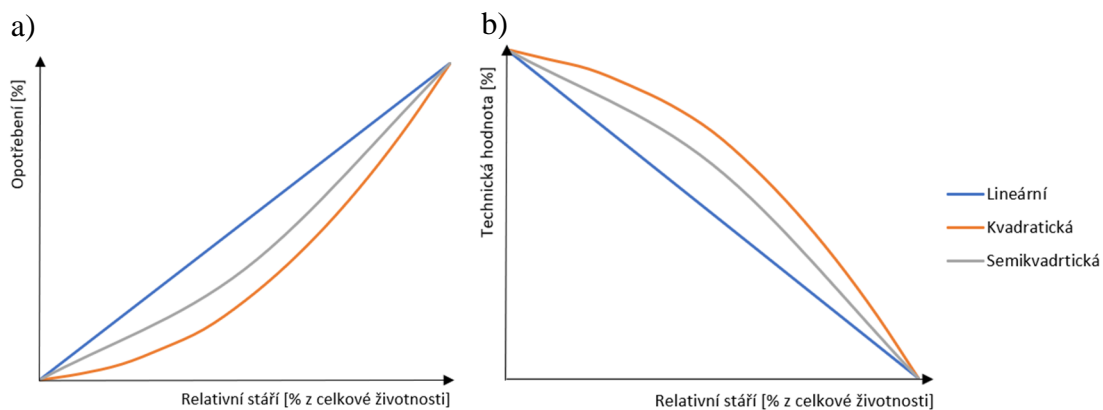 a)
Opotřebení [%]
Relativní stáří [% z celkové životnosti]
b)
Technická hodnota [%]
Relativní stáří [% z celkové životnosti]
Lineární
Kvadratická
Semikvadrtická